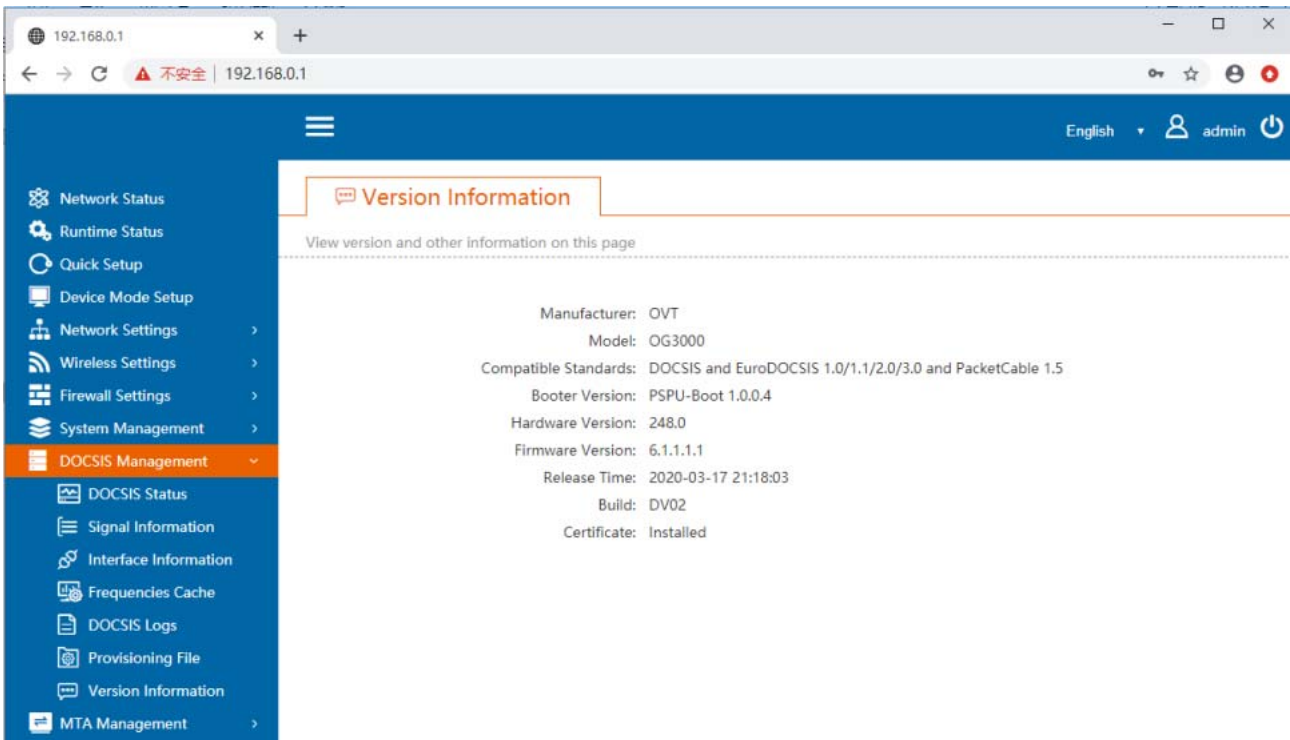 192.168.0.1
不安全 | 192.168.0.1
English admin
Network Status
Runtime Status
Quick Setup
Device Mode Setup
Network Settings
Wireless Settings
Firewall Settings
System Management
DOCSIS Management
DOCSIS Status
Signal Information
Interface Information
Frequencies Cache
DOCSIS Logs
Provisioning File
Version Information
MTA Management
Version Information
View version and other information on this page
Manufacturer: OVT
Model: OG3000
Compatible Standards: DOCSIS and EuroDOCSIS 1.0/1.1/2.0/3.0 and PacketCable 1.5
Booter Version: PSPU-Boot 1.0.0.4
Hardware Version: 248.0
Firmware Version: 6.1.1.1.1
Release Time: 2020-03-17 21:18:03
Build: DV02
Certificate: Installed